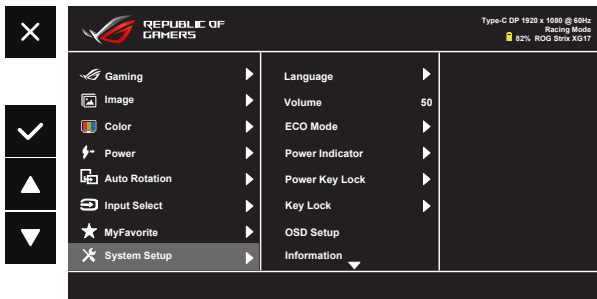 REPUBLIC OF
GAMERS
Type-C DP 1920 x 1080 @ 60Hz
Racing Mode
82% ROG Strix XG17
Gaming
Image
Color
Power
Auto Rotation
Input Select
MyFavorite
System Setup
Language
Volume 50
ECO Mode
Power Indicator
Power Key Lock
Key Lock
OSD Setup
Information